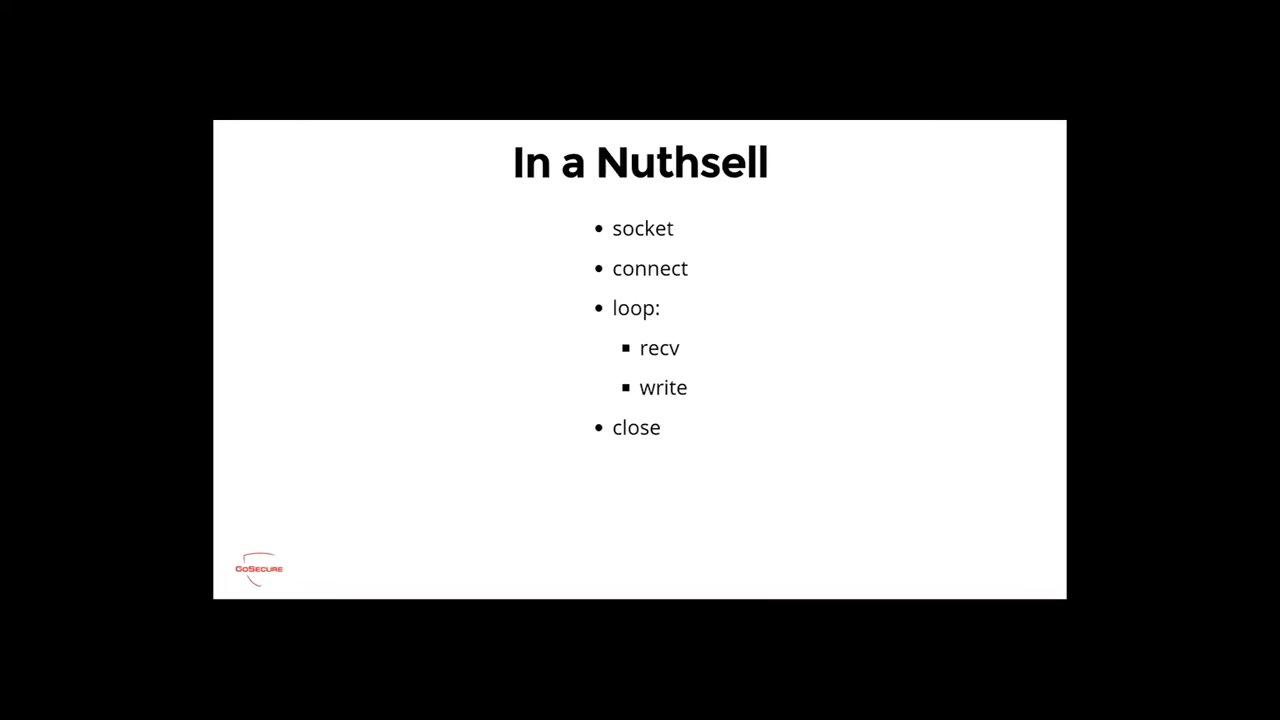 In a Nuthsell
socket
connect
loop:
recv
write
close
GoSecure